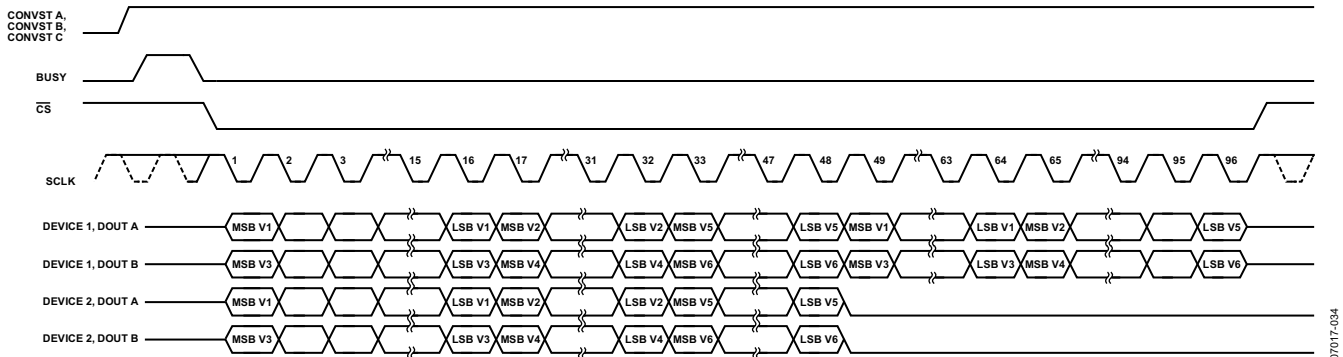 CONVST A,
CONVST B,
CONVST C
BUSY
CS
SCLK
1 2 3 15 16 17 31 32 33 47 48 49 63 64 65 94 95 96
DEVICE 1, DOUT A MSB V1 LSB V1 MSB V2 LSB V2 MSB V5 LSB V5 MSB V1 LSB V1 MSB V2 LSB V5
DEVICE 1, DOUT B MSB V3 LSB V3 MSB V4 LSB V4 MSB V6 LSB V6 MSB V3 LSB V3 MSB V4 LSB V6
DEVICE 2, DOUT A MSB V1 LSB V1 MSB V2 LSB V2 MSB V5 LSB V5
DEVICE 2, DOUT B MSB V3 LSB V3 MSB V4 LSB V4 MSB V6 LSB V6
07017-034